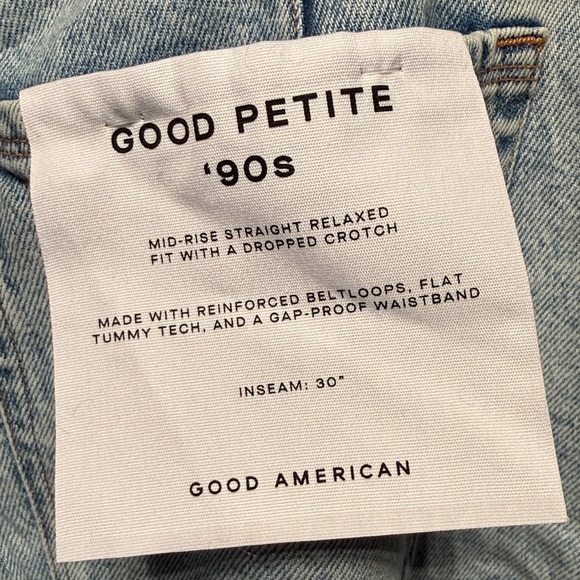 GOOD PETITE
‘90s
MID-RISE STRAIGHT RELAXED
FIT WITH A DROPPED CROTCH
MADE WITH REINFORCED BELTLOOPS, FLAT
TUMMY TECH, AND A GAP-PROOF WAISTBAND
INSEAM: 30"
GOOD AMERICAN